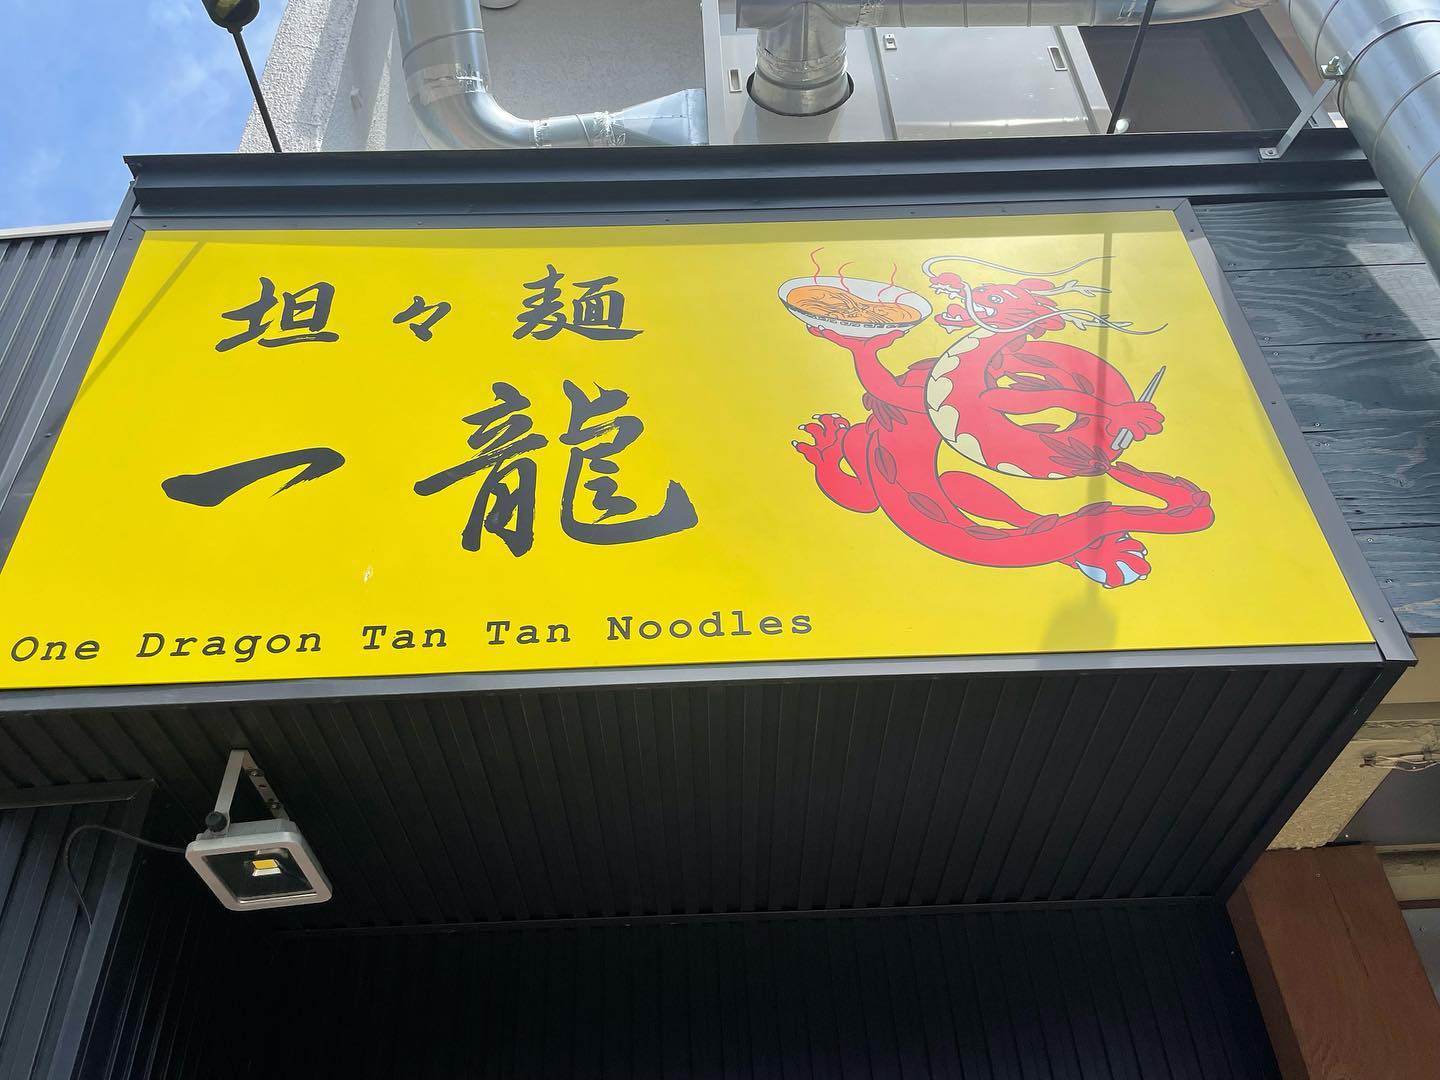 坦々麺
一龍
One Dragon Tan Tan Noodles